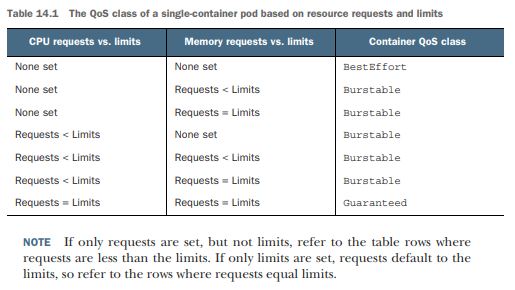 Table 14.1 The QoS class of a single-container pod based on resource requests and limits
CPU requests vs. limits Memory requests vs. limits Container QoS class
None set None set BestEffort
None set Requests < Limits Burstable
None set Requests = Limits Burstable
Requests < Limits None set Burstable
Requests < Limits Requests < Limits Burstable
Requests < Limits Requests = Limits Burstable
Requests = Limits Requests = Limits Guaranteed
NOTE If only requests are set, but not limits, refer to the table rows where
requests are less than the limits. If only limits are set, requests default to the
limits, so refer to the rows where requests equal limits.